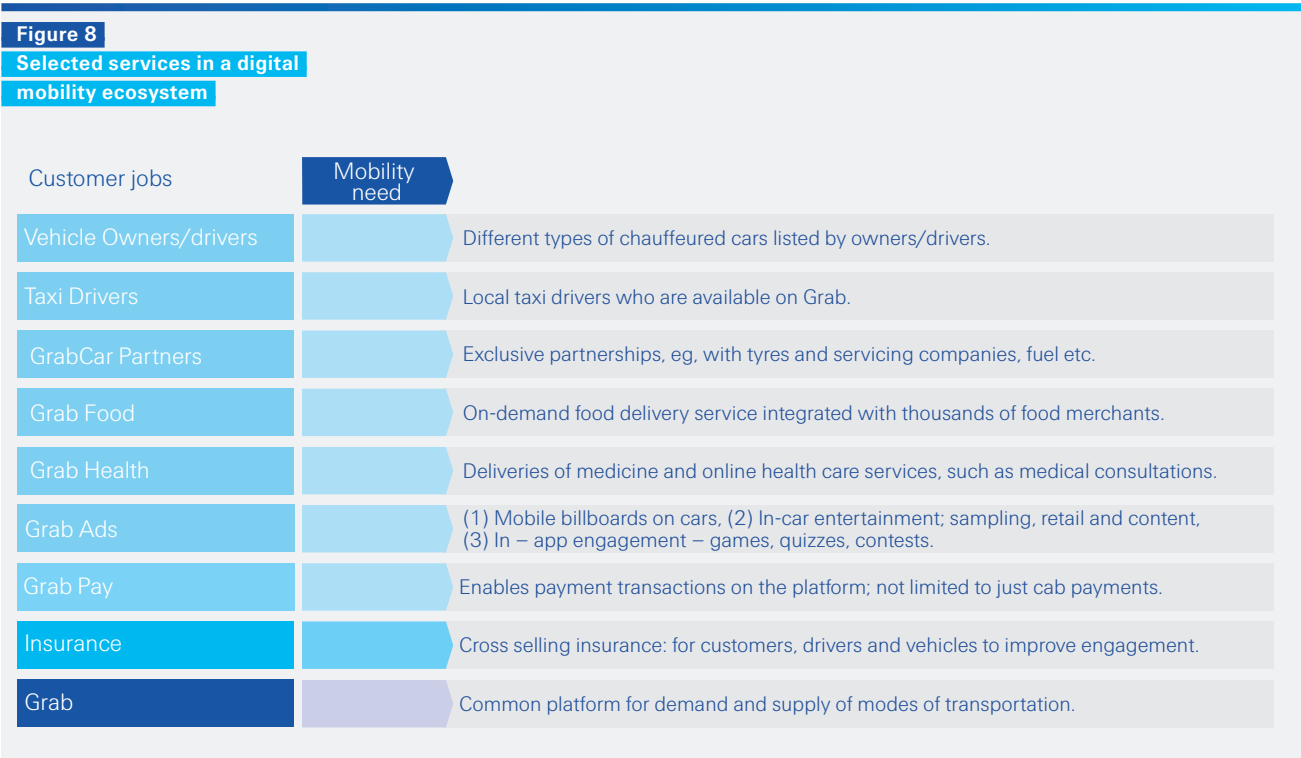 Figure 8
Selected services in a digital
mobility ecosystem
Customer jobs
Mobility
need
Vehicle Owners/drivers
Different types of chauffeured cars listed by owners/drivers.
Taxi Drivers
Local taxi drivers who are available on Grab.
GrabCar Partners
Exclusive partnerships, eg, with tyres and servicing companies, fuel etc.
Grab Food
On-demand food delivery service integrated with thousands of food merchants.
Grab Health
Deliveries of medicine and online health care services, such as medical consultations.
Grab Ads
(1) Mobile billboards on cars, (2) In-car entertainment; sampling, retail and content,
(3) In – app engagement – games, quizzes, contests.
Grab Pay
Enables payment transactions on the platform; not limited to just cab payments.
Insurance
Cross selling insurance: for customers, drivers and vehicles to improve engagement.
Grab
Common platform for demand and supply of modes of transportation.